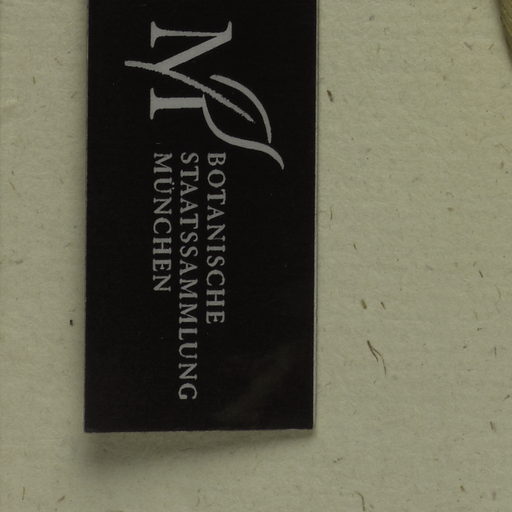 M
BOTANISCHE
STAATSSAMMLUNG
MÜNCHEN